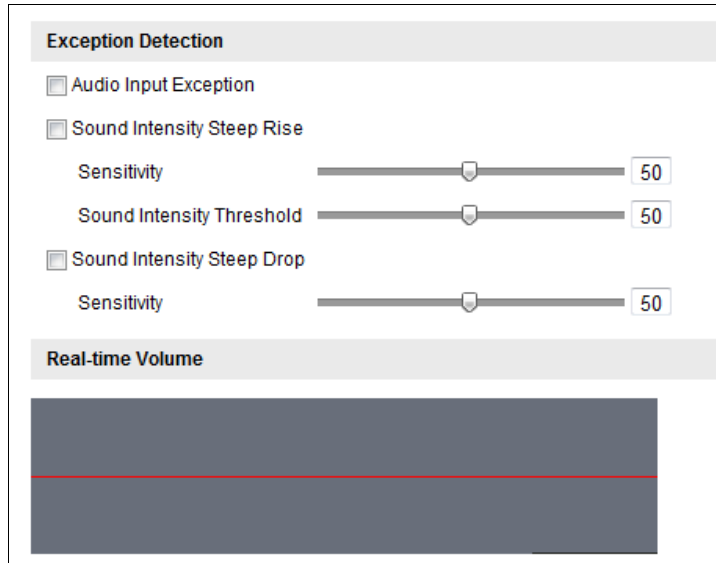 Exception Detection
Audio Input Exception
Sound Intensity Steep Rise
Sensitivity 50
Sound Intensity Threshold 50
Sound Intensity Steep Drop
Sensitivity 50
Real-time Volume